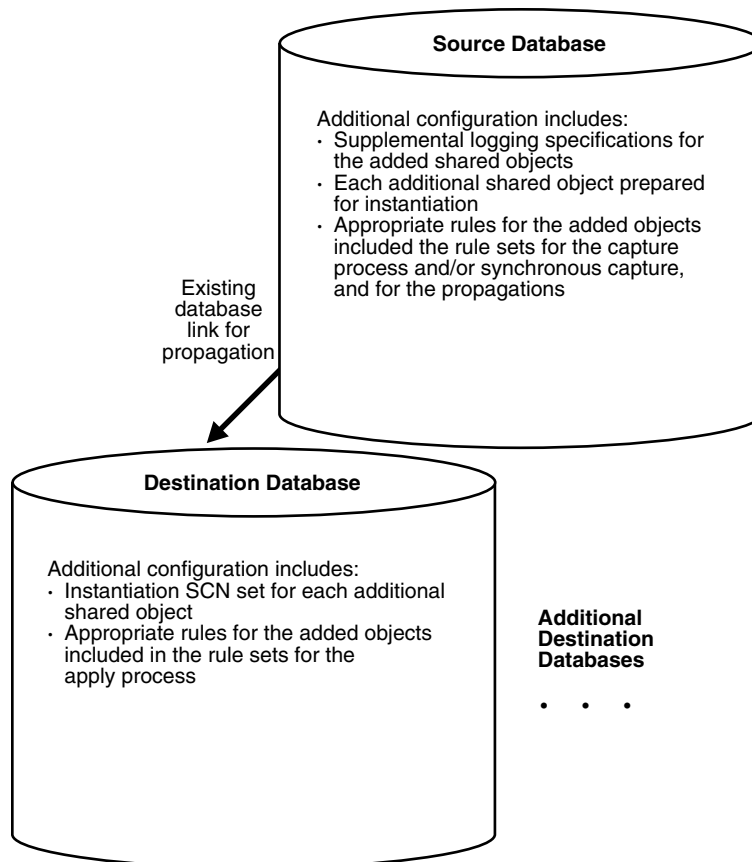 Source Database
Additional configuration includes:
· Supplemental logging specifications for
the added shared objects
· Each additional shared object prepared
for instantiation
· Appropriate rules for the added objects
included the rule sets for the capture
process and/or synchronous capture,
and for the propagations
Existing
database
link for
propagation
Destination Database
Additional configuration includes:
· Instantiation SCN set for each additional
shared object
· Appropriate rules for the added objects
included in the rule sets for the
apply process
Additional
Destination
Databases
. . .